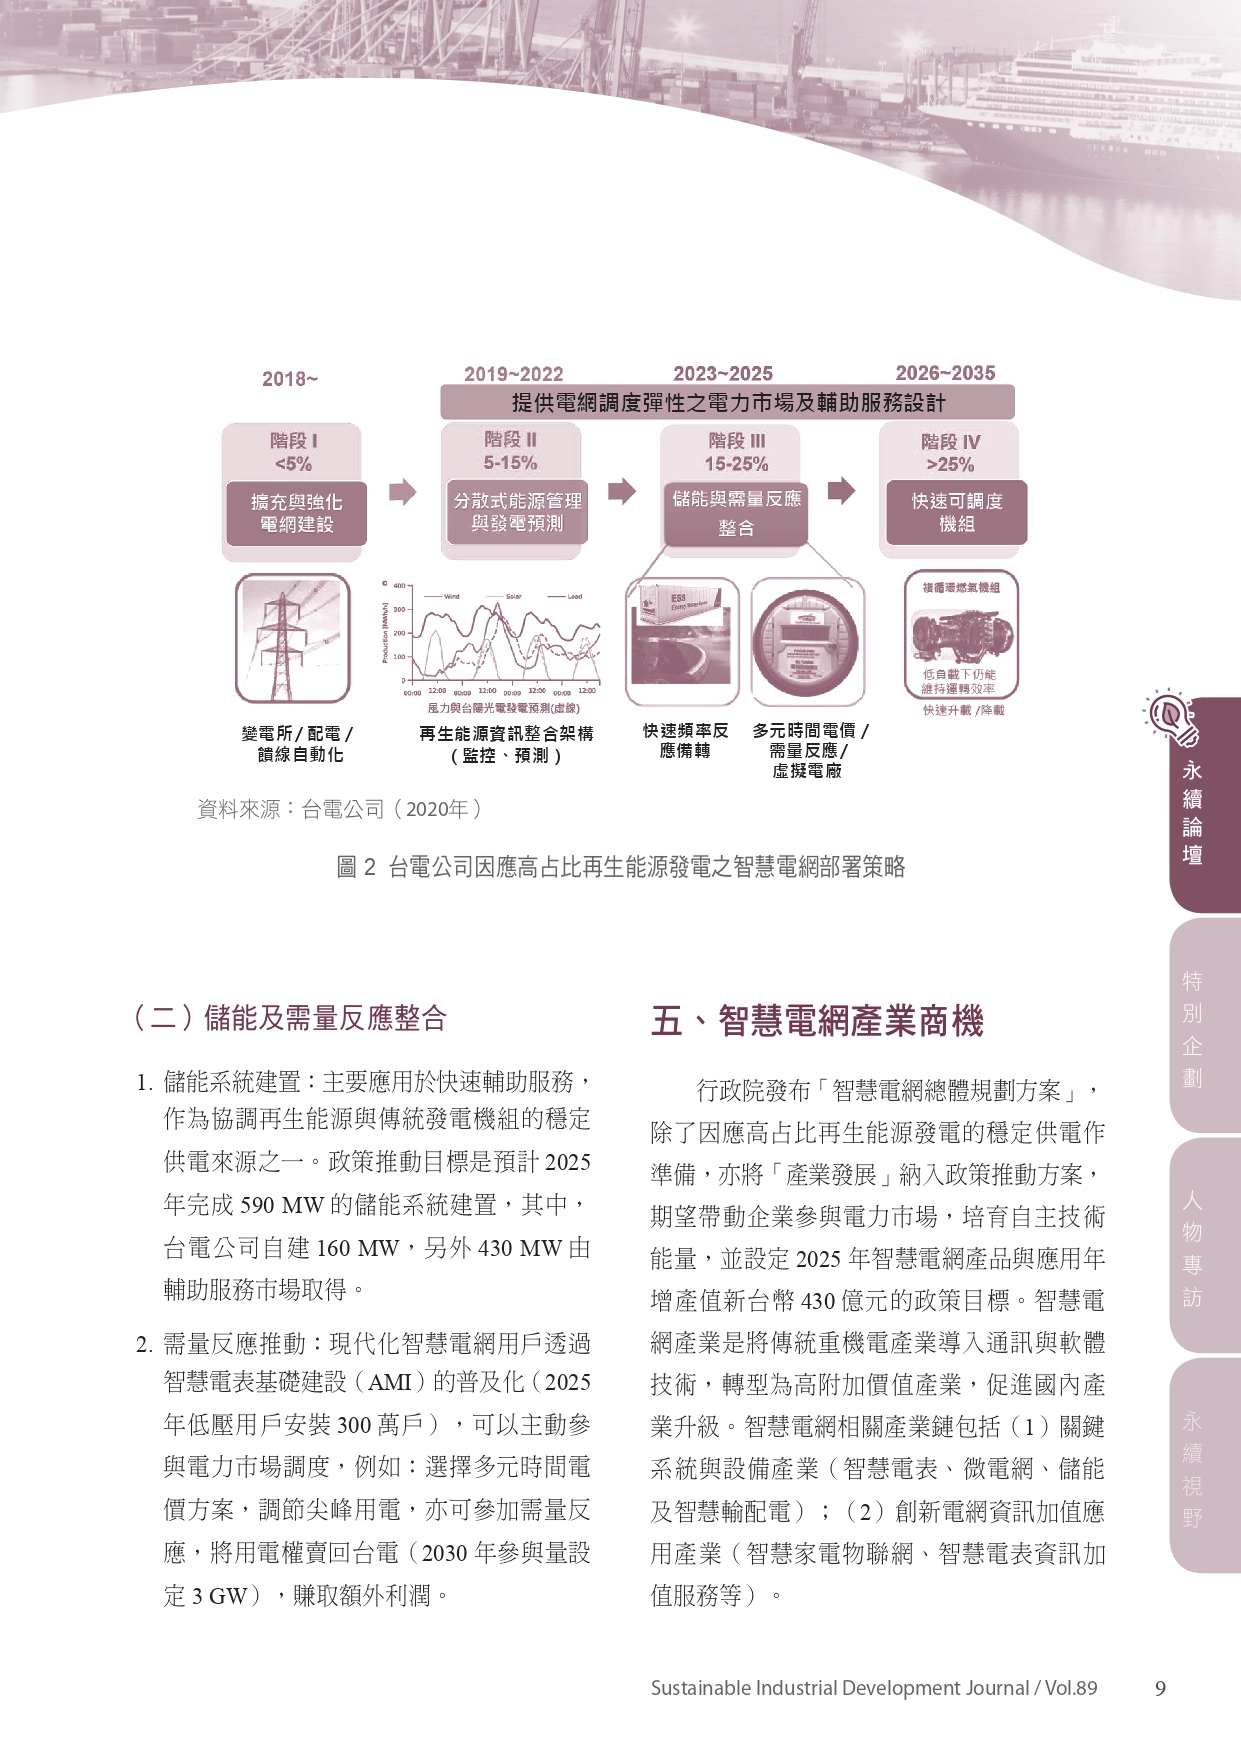 2018~
2019~2022
2023~2025
2026~2035
提供電網調度彈性之電力市場及輔助服務設計
階段 I
<5%
擴充與強化
電網建設
階段 II
5-15%
分散式能源管理
與發電預測
階段 III
15-25%
儲能與需量反應
整合
階段 IV
>25%
快速可調度
機組
Production [MWh/h]
400
300
200
100
0
Wind
Solar
Load
00:00 12:00 00:00 12:00 00:00 12:00 00:00 12:00
風力與台陽光電發電預測(虛線)
ESS
複循環燃氣機組
低負載下仍能
維持運轉效率
快速升載 /降載
變電所/ 配電 /
饋線自動化
再生能源資訊整合架構
( 監控、預測 )
快速頻率反
應備轉
多元時間電價 /
需量反應/
虛擬電廠
資料來源：台電公司（2020年）
圖 2 台電公司因應高占比再生能源發電之智慧電網部署策略
（二）儲能及需量反應整合
1. 儲能系統建置：主要應用於快速輔助服務，
作為協調再生能源與傳統發電機組的穩定
供電來源之一。政策推動目標是預計 2025
年完成 590 MW 的儲能系統建置，其中，
台電公司自建 160 MW，另外 430 MW 由
輔助服務市場取得。
2. 需量反應推動：現代化智慧電網用戶透過
智慧電表基礎建設（AMI）的普及化（2025
年低壓用戶安裝 300 萬戶），可以主動參
與電力市場調度，例如：選擇多元時間電
價方案，調節尖峰用電，亦可參加需量反
應，將用電權賣回台電（2030 年參與量設
定 3 GW），賺取額外利潤。
五、智慧電網產業商機
行政院發布「智慧電網總體規劃方案」，
除了因應高占比再生能源發電的穩定供電作
準備，亦將「產業發展」納入政策推動方案，
期望帶動企業參與電力市場，培育自主技術
能量，並設定 2025 年智慧電網產品與應用年
增產值新台幣 430 億元的政策目標。智慧電
網產業是將傳統重機電產業導入通訊與軟體
技術，轉型為高附加價值產業，促進國內產
業升級。智慧電網相關產業鏈包括（1）關鍵
系統與設備產業（智慧電表、微電網、儲能
及智慧輸配電）；（2）創新電網資訊加值應
用產業（智慧家電物聯網、智慧電表資訊加
值服務等）。
永續論壇
特別企劃
人物專訪
永續視野
Sustainable Industrial Development Journal / Vol.89
9